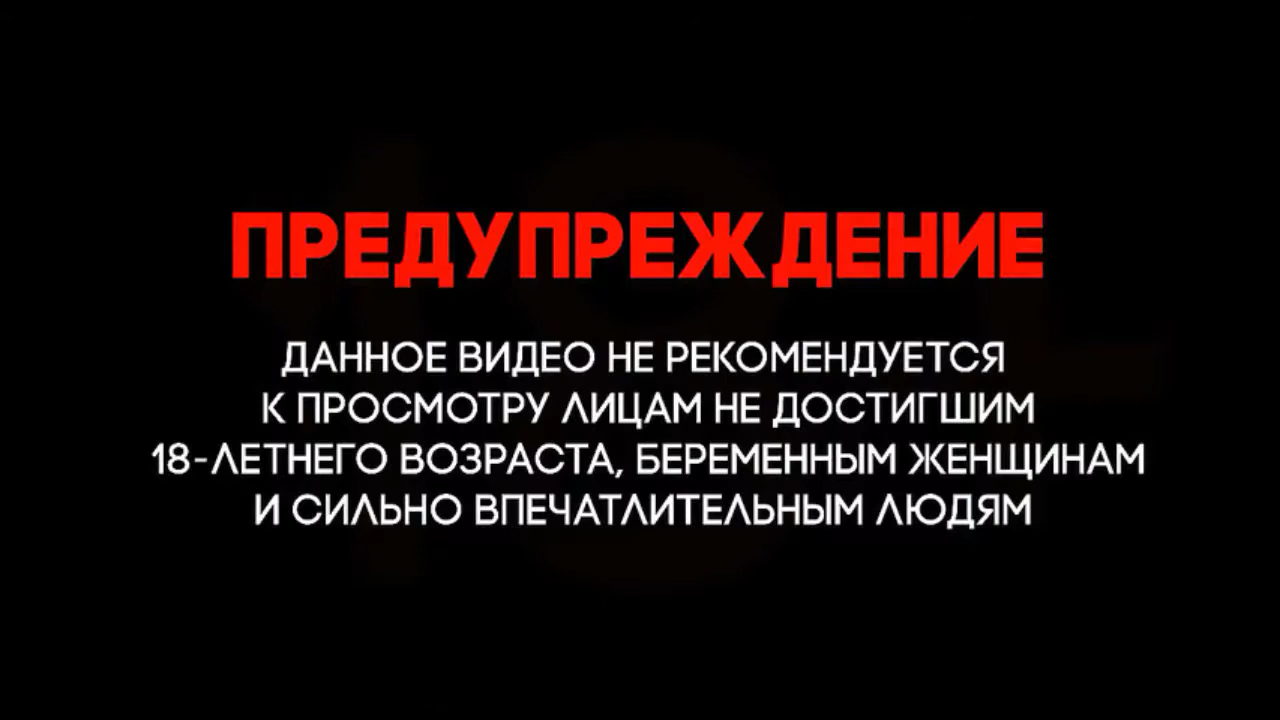 ПРЕДУПРЕЖДЕНИЕ
ДАННОЕ ВИДЕО НЕ РЕКОМЕНДУЕТСЯ
К ПРОСМОТРУ ЛИЦАМ НЕ ДОСТИГШИМ
18-ЛЕТНЕГО ВОЗРАСТА, БЕРЕМЕННЫМ ЖЕНЩИНАМ
И СИЛЬНО ВПЕЧАТЛИТЕЛЬНЫМ ЛЮДЯМ